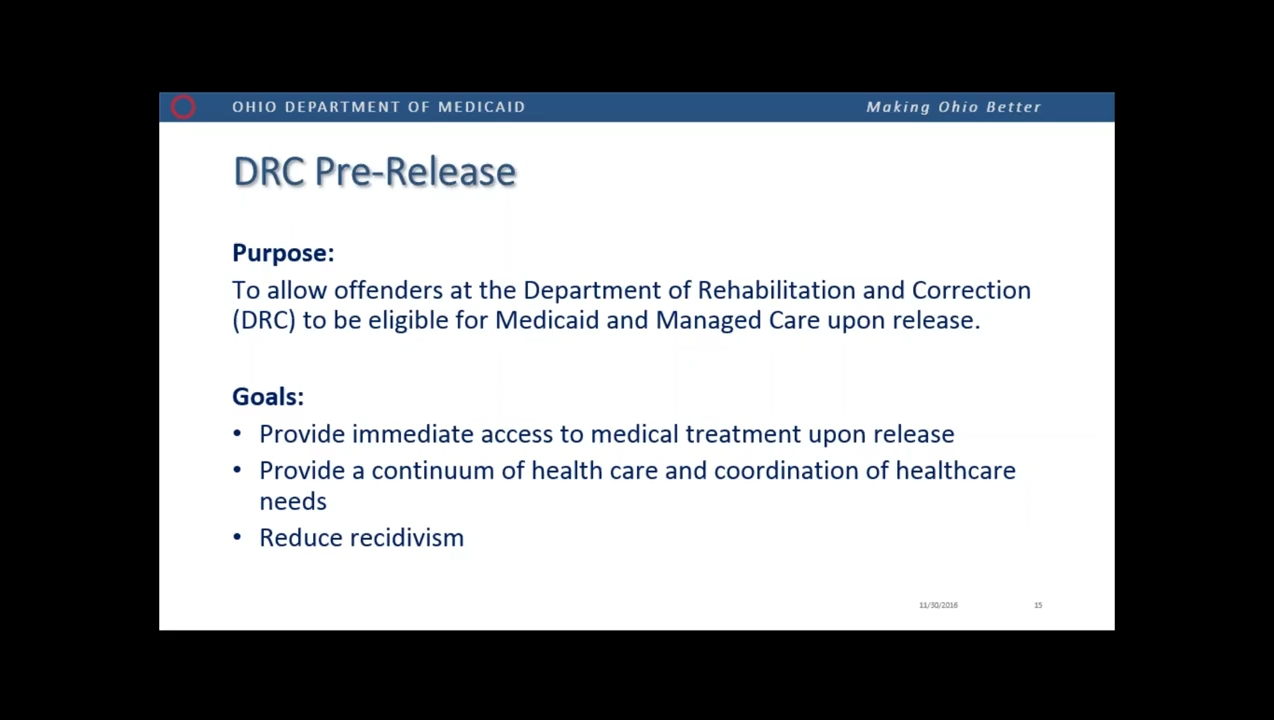 OHIO DEPARTMENT OF MEDICAID
Making Ohio Better
DRC Pre-Release
Purpose:
To allow offenders at the Department of Rehabilitation and Correction
(DRC) to be eligible for Medicaid and Managed Care upon release.
Goals:
• Provide immediate access to medical treatment upon release
• Provide a continuum of health care and coordination of healthcare
needs
• Reduce recidivism
11/30/2016
15